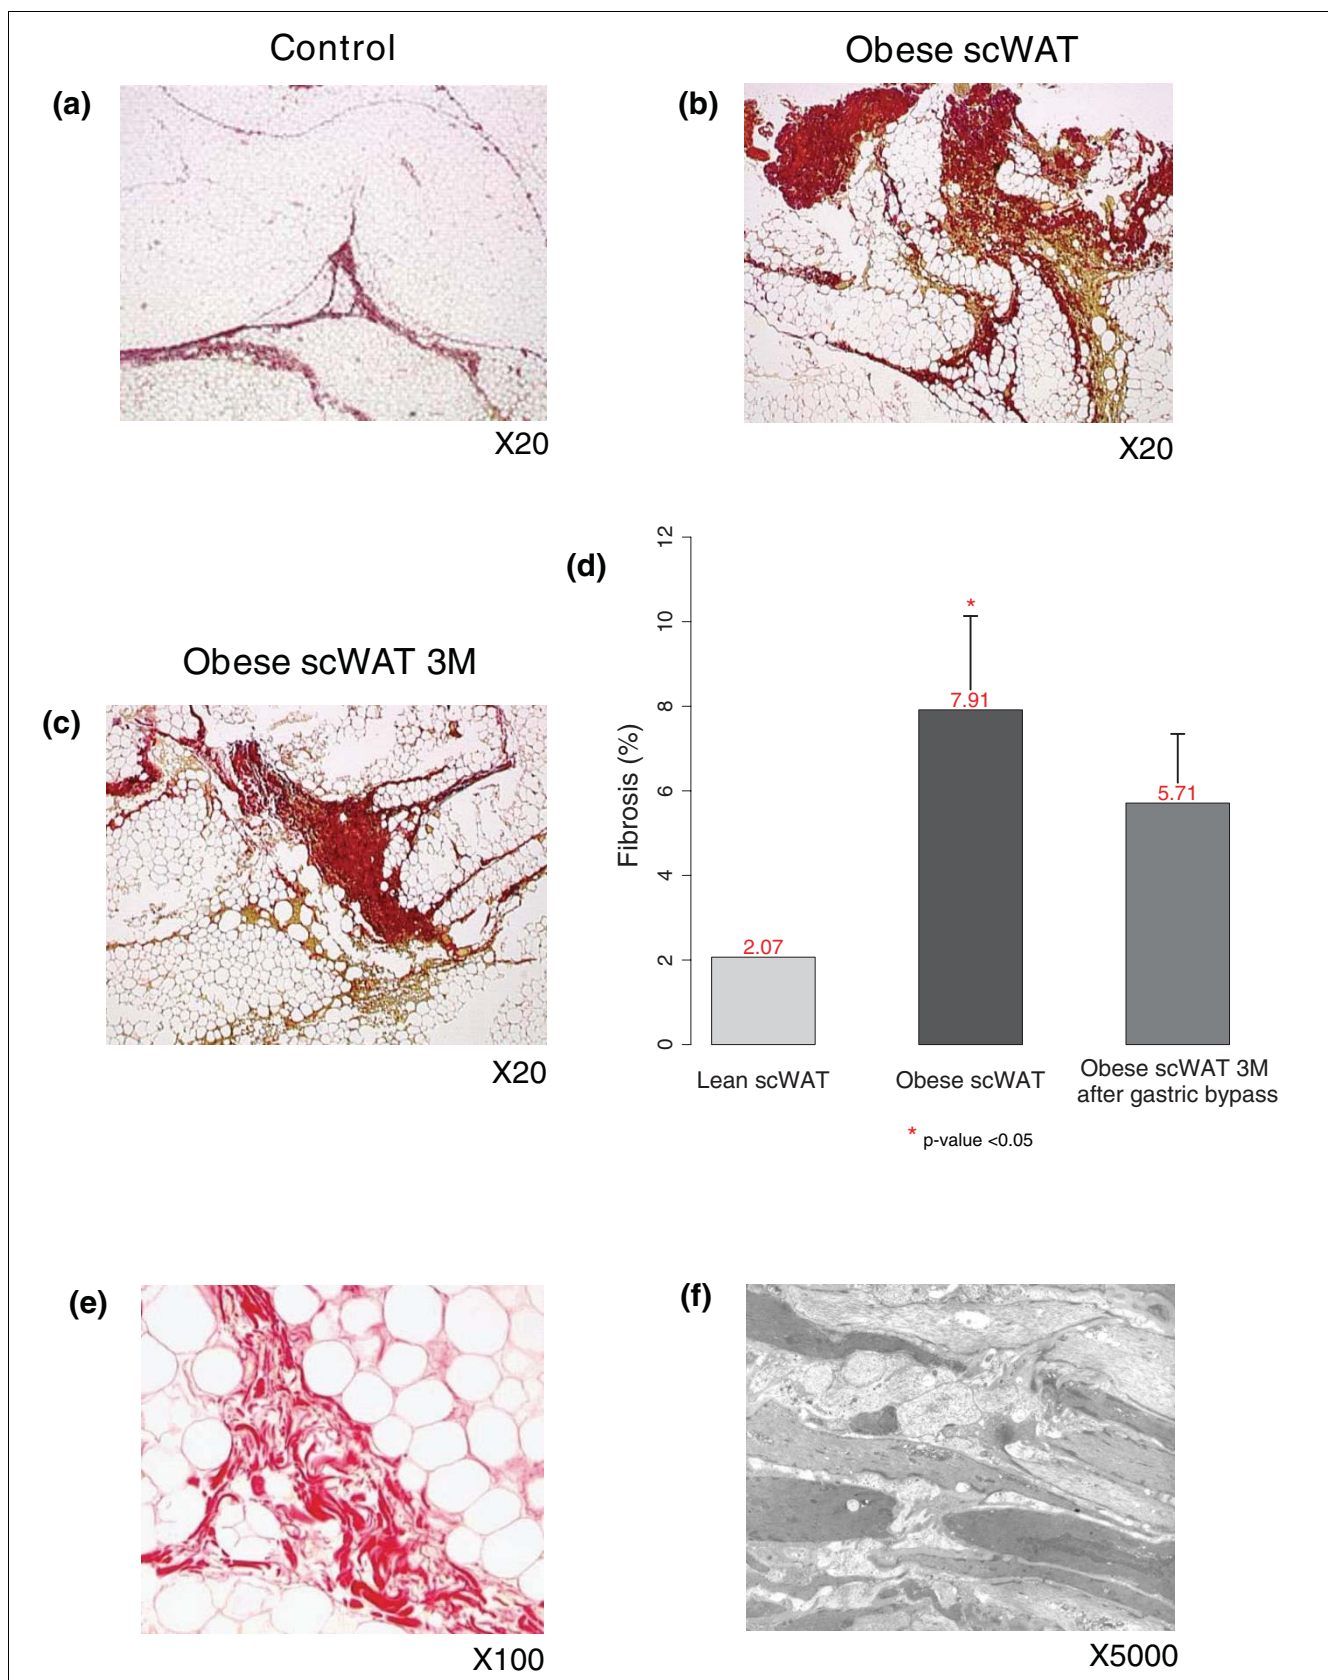 Control
Obese scWAT
(a)
(b)
X20
X20
(d)
Obese scWAT 3M
(c)
X20
Fibrosis (%)
12
10
8
6
4
2
0
*
7.91
5.71
2.07
Lean scWAT
Obese scWAT
Obese scWAT 3M
after gastric bypass
* p-value <0.05
(e)
(f)
X100
X5000